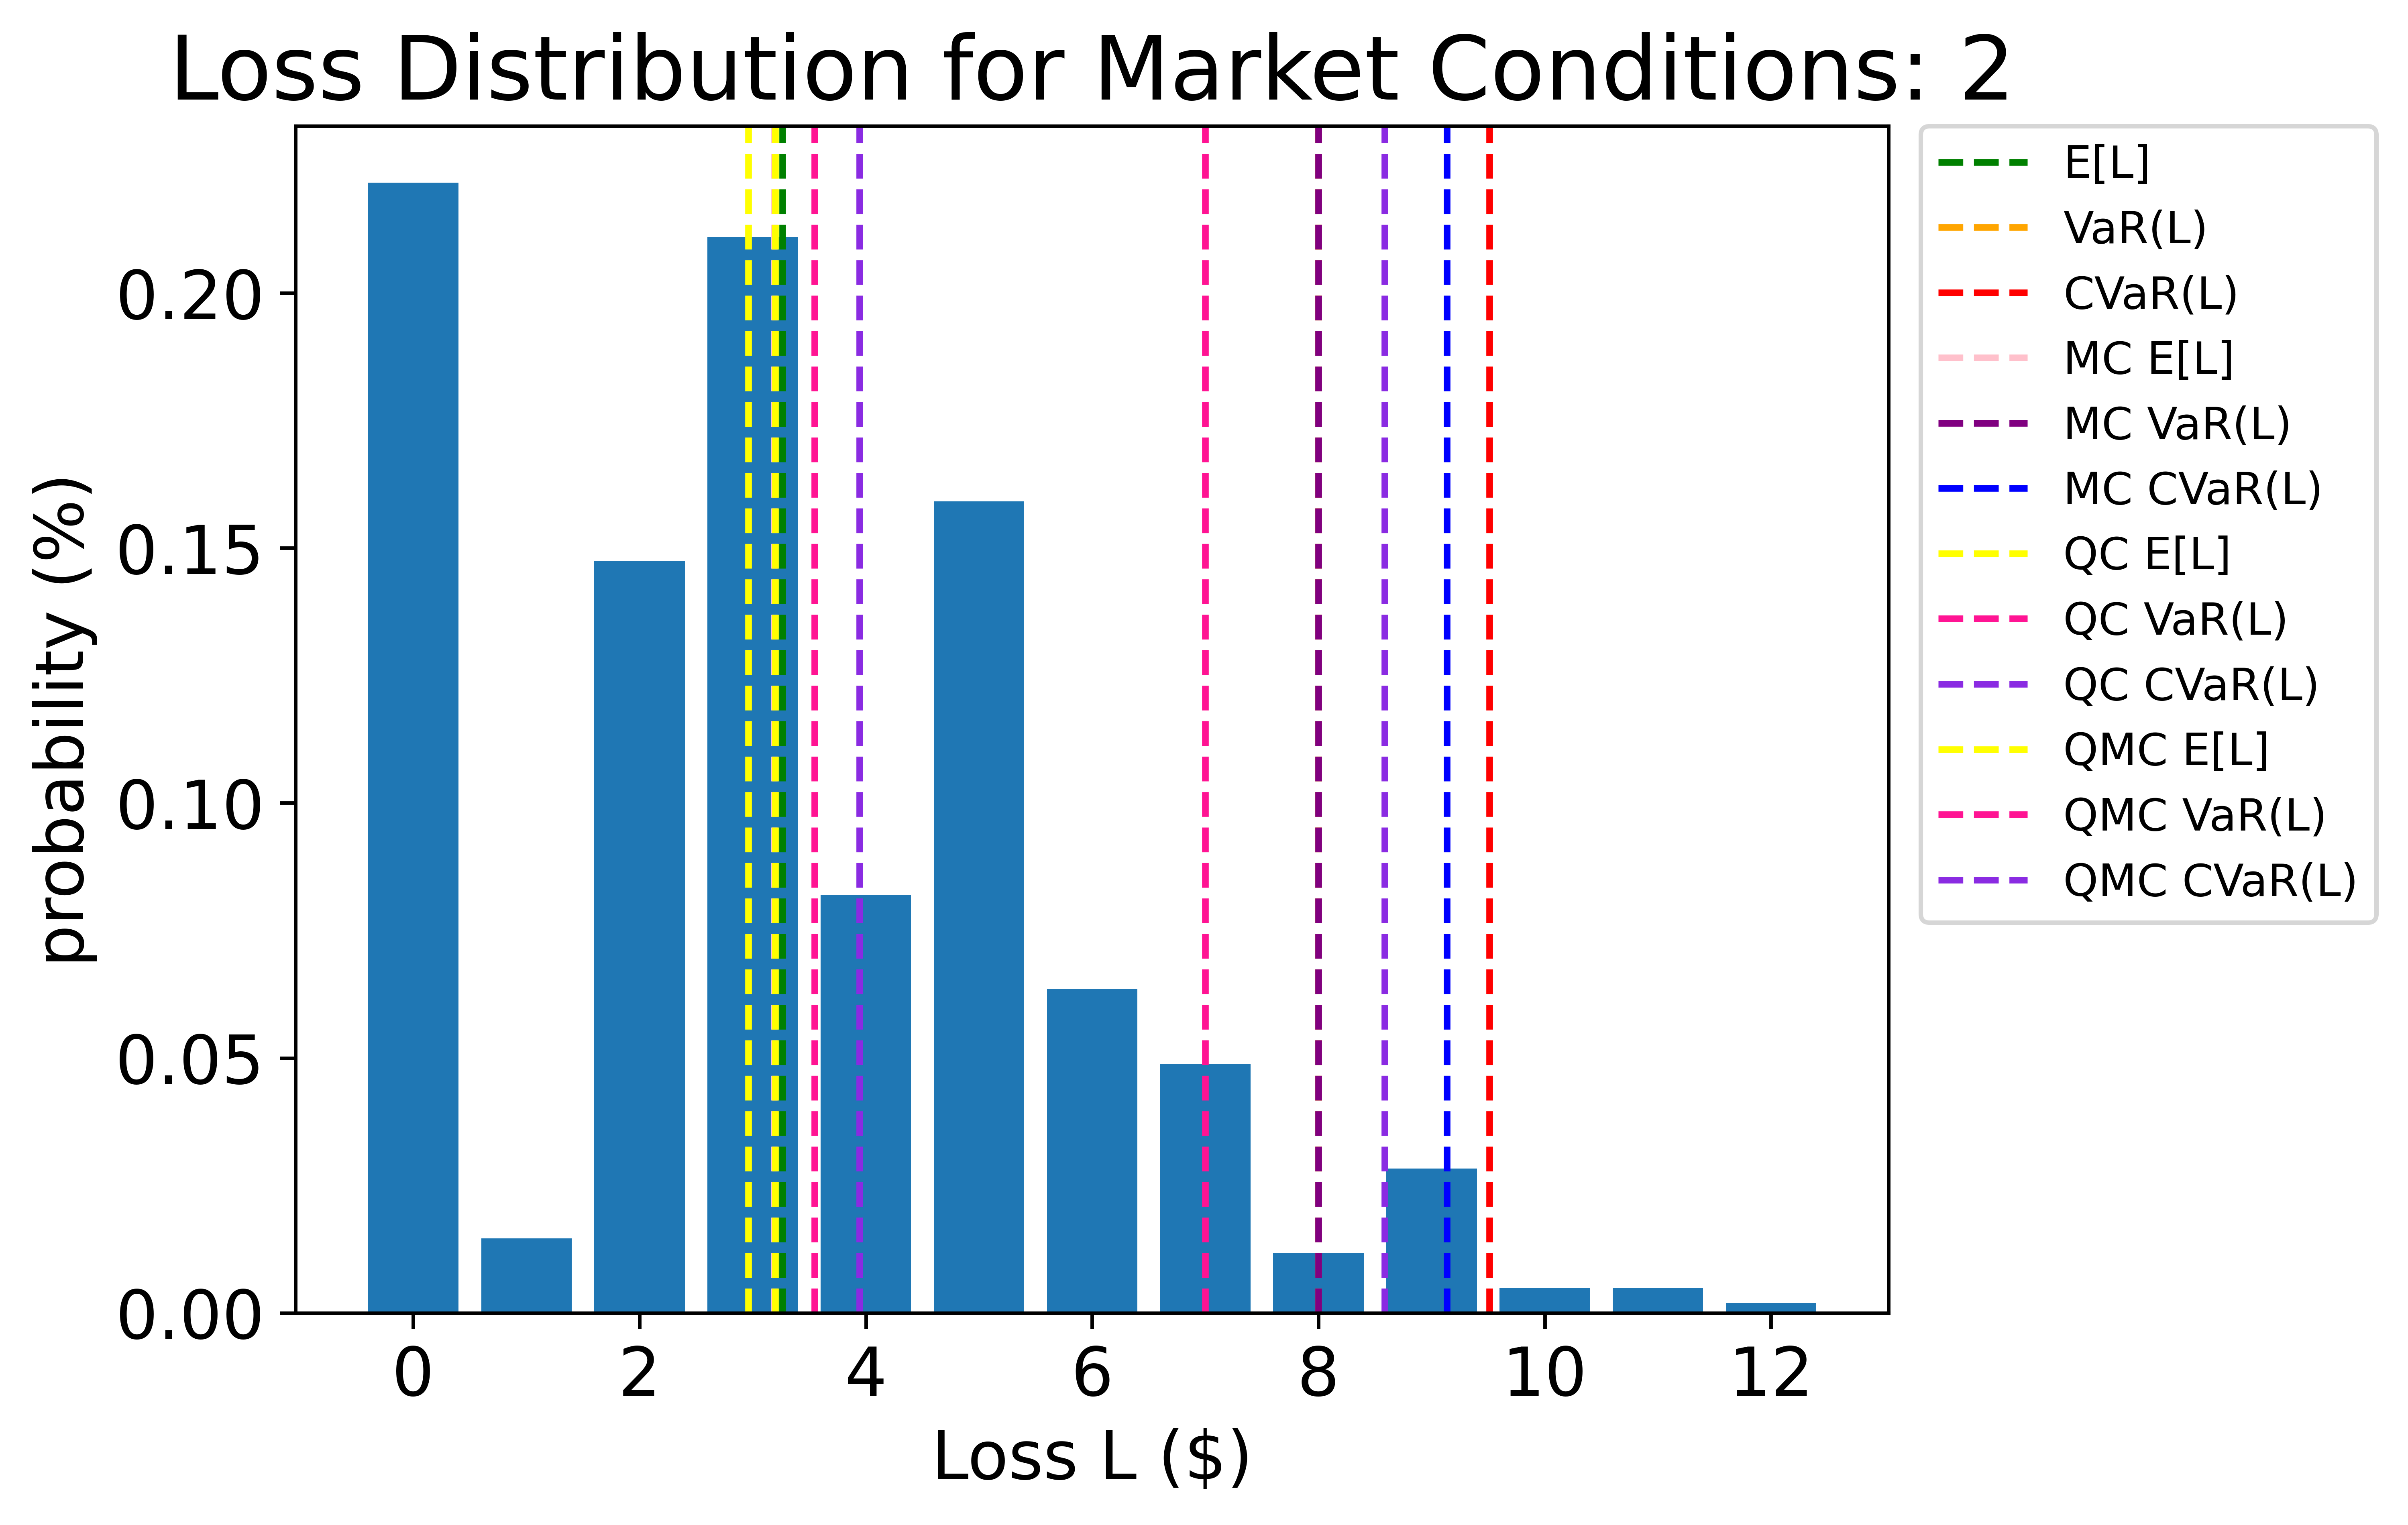 Loss Distribution for Market Conditions: 2
probability (%)
0.20
0.15
0.10
0.05
0.00
0 2 4 6 8 10 12
Loss L ($)
E[L]
VaR(L)
CVaR(L)
MC E[L]
MC VaR(L)
MC CVaR(L)
QC E[L]
QC VaR(L)
QC CVaR(L)
QMC E[L]
QMC VaR(L)
QMC CVaR(L)